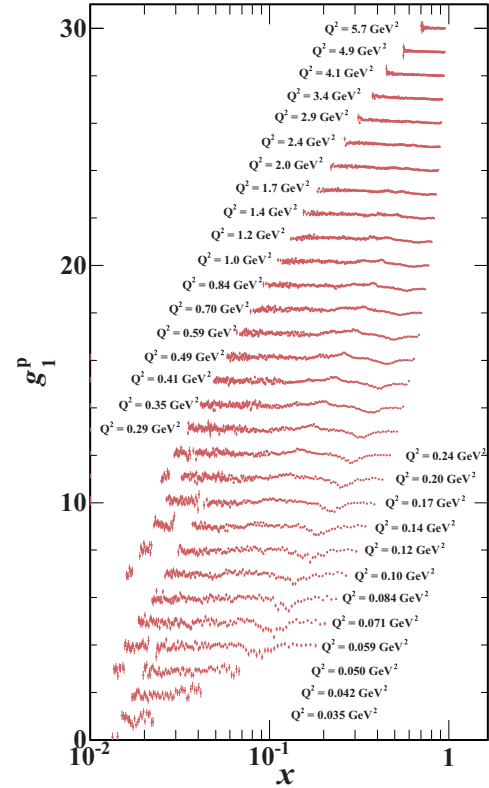 30
Q² = 5.7 GeV²
Q² = 4.9 GeV²
Q² = 4.1 GeV²
Q² = 3.4 GeV²
Q² = 2.9 GeV²
Q² = 2.4 GeV²
Q² = 2.0 GeV²
Q² = 1.7 GeV²
Q² = 1.4 GeV²
Q² = 1.2 GeV²
20
Q² = 1.0 GeV²
Q² = 0.84 GeV²
Q² = 0.70 GeV²
Q² = 0.59 GeV²
Q² = 0.49 GeV²
Q² = 0.41 GeV²
g₁ᵖ
Q² = 0.35 GeV²
Q² = 0.29 GeV²
Q² = 0.24 GeV²
Q² = 0.20 GeV²
10
Q² = 0.17 GeV²
Q² = 0.14 GeV²
Q² = 0.12 GeV²
Q² = 0.10 GeV²
Q² = 0.084 GeV²
Q² = 0.071 GeV²
Q² = 0.059 GeV²
Q² = 0.050 GeV²
Q² = 0.042 GeV²
Q² = 0.035 GeV²
0
10⁻² 10⁻¹ 1
x